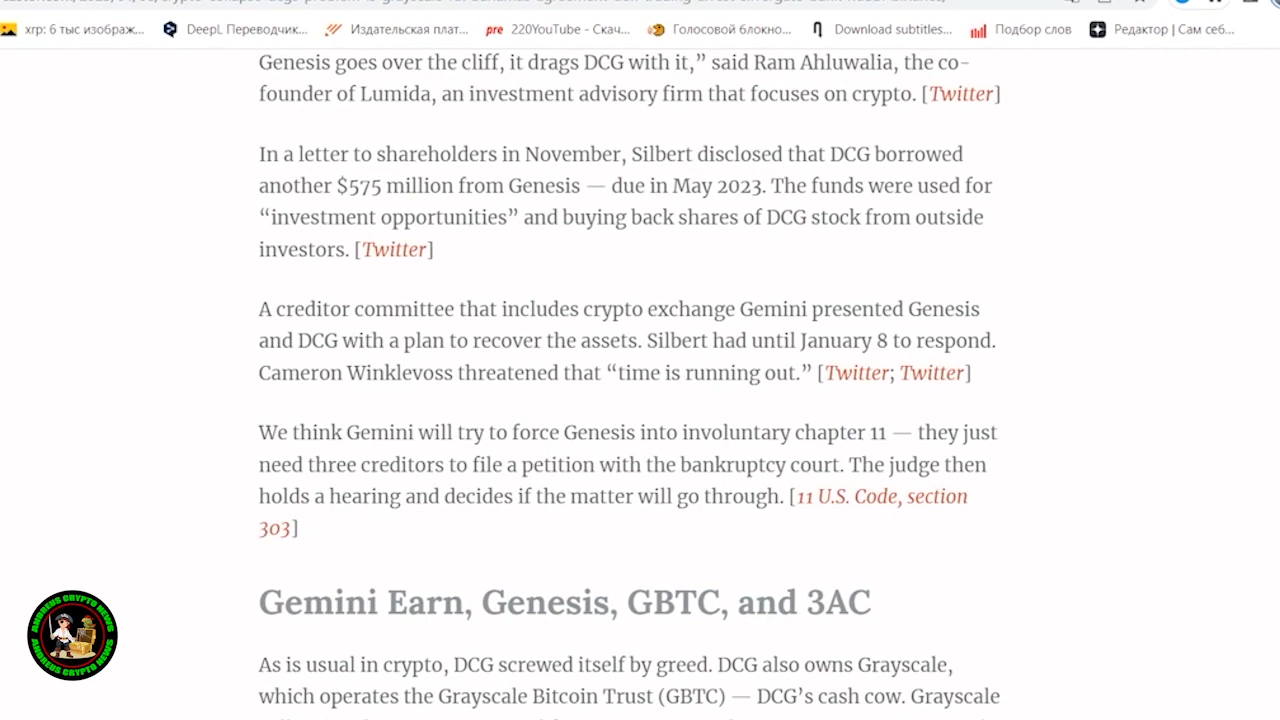 xrp: 6 тыс изображ...
DeepL Переводчик...
Издательская плат...
pre 220YouTube - Скач...
Голосовой блокно...
Download subtitles...
Подбор слов
Редактор | Сам себ...
Genesis goes over the cliff, it drags DCG with it,” said Ram Ahluwalia, the co-
founder of Lumida, an investment advisory firm that focuses on crypto. [Twitter]
In a letter to shareholders in November, Silbert disclosed that DCG borrowed
another $575 million from Genesis — due in May 2023. The funds were used for
“investment opportunities” and buying back shares of DCG stock from outside
investors. [Twitter]
A creditor committee that includes crypto exchange Gemini presented Genesis
and DCG with a plan to recover the assets. Silbert had until January 8 to respond.
Cameron Winklevoss threatened that “time is running out.” [Twitter; Twitter]
We think Gemini will try to force Genesis into involuntary chapter 11 — they just
need three creditors to file a petition with the bankruptcy court. The judge then
holds a hearing and decides if the matter will go through. [11 U.S. Code, section
303]
Gemini Earn, Genesis, GBTC, and 3AC
As is usual in crypto, DCG screwed itself by greed. DCG also owns Grayscale,
which operates the Grayscale Bitcoin Trust (GBTC) — DCG’s cash cow. Grayscale
ANDREUS CRYPTO NEWS
ANDREUS CRYPTO NEWS